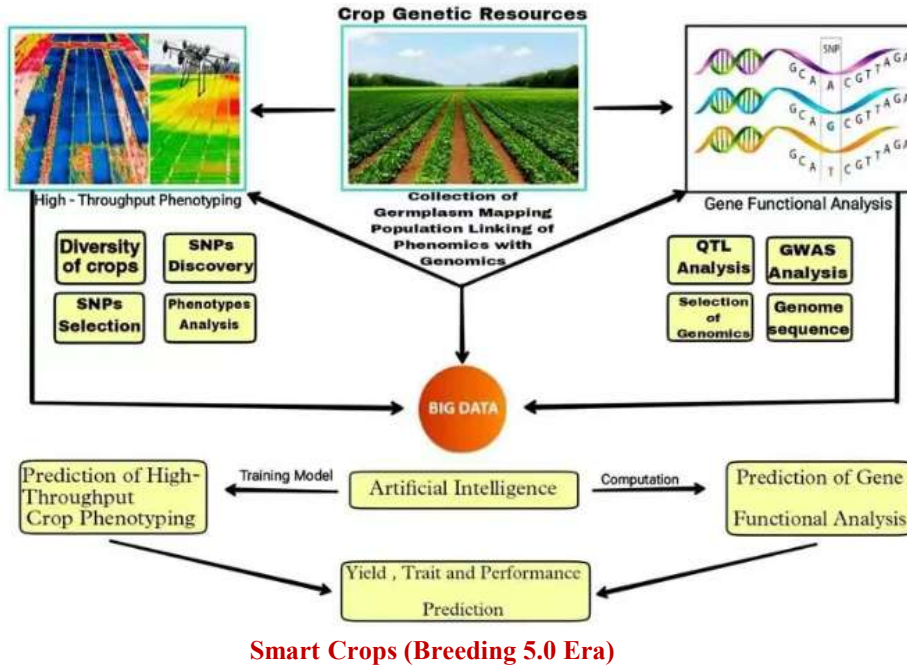 Crop Genetic Resources
SNP
G C A A C G T T A G A
G C A G C G T T A G A
G C A T C G T T A G A
High - Throughput Phenotyping
Collection of
Germplasm Mapping
Population Linking of
Phenomics with
Genomics
Gene Functional Analysis
Diversity
of crops
SNPs
Discovery
SNPs
Selection
Phenotypes
Analysis
QTL
Analysis
GWAS
Analysis
Selection
of
Genomics
Genome
sequence
BIG DATA
Prediction of High-
Throughput
Crop Phenotyping
Training Model
Artificial Intelligence
Computation
Prediction of Gene
Functional Analysis
Yield , Trait and Performance
Prediction
Smart Crops (Breeding 5.0 Era)